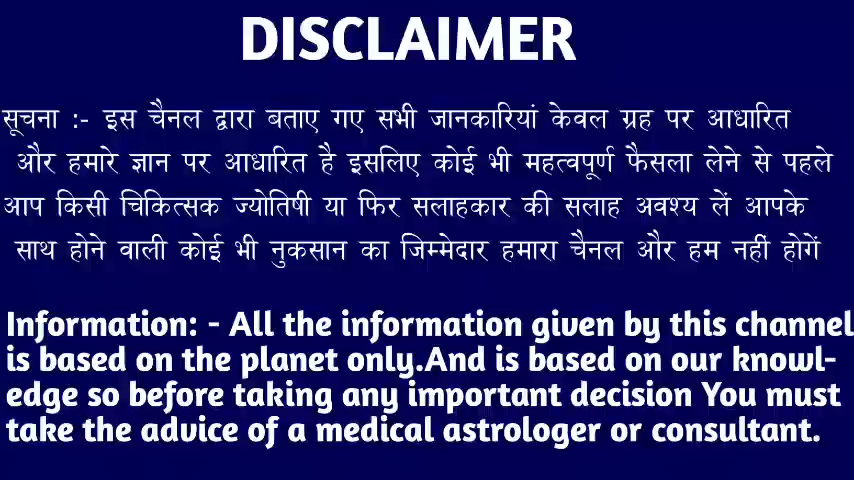 DISCLAIMER
सूचना :- इस चैनल द्वारा बताए गए सभी जानकारियां केवल ग्रह पर आधारित
और हमारे ज्ञान पर आधारित है इसलिए कोई भी महत्वपूर्ण फैसला लेने से पहले
आप किसी चिकित्सक ज्योतिषी या फिर सलाहकार की सलाह अवश्य लें आपके
साथ होने वाली कोई भी नुकसान का जिम्मेदार हमारा चैनल और हम नहीं होगें
Information: - All the information given by this channel
is based on the planet only.And is based on our knowl-
edge so before taking any important decision You must
take the advice of a medical astrologer or consultant.